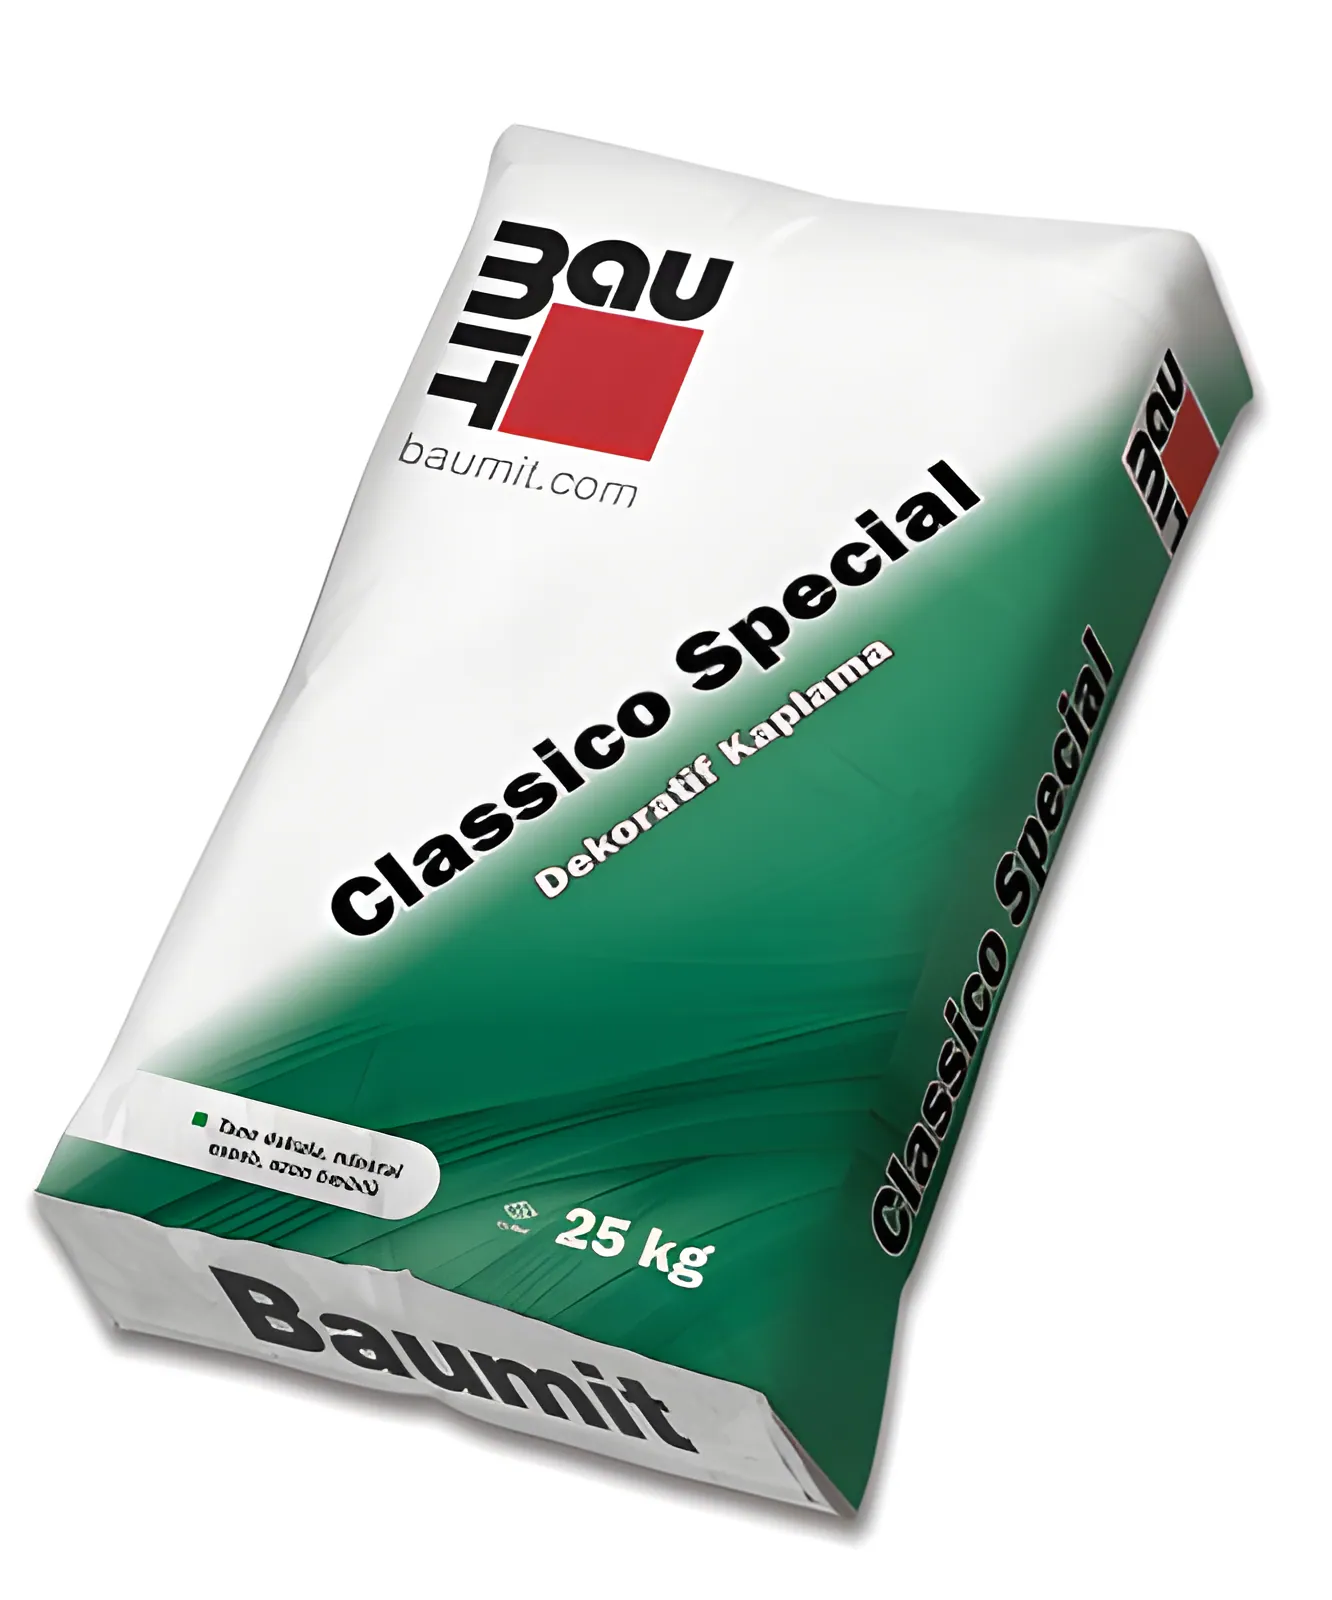 Bau
mit
baumit.com
Classico Special
Dekoratif Kaplama
25 kg
Baumit
Bau
mit
Classico Special